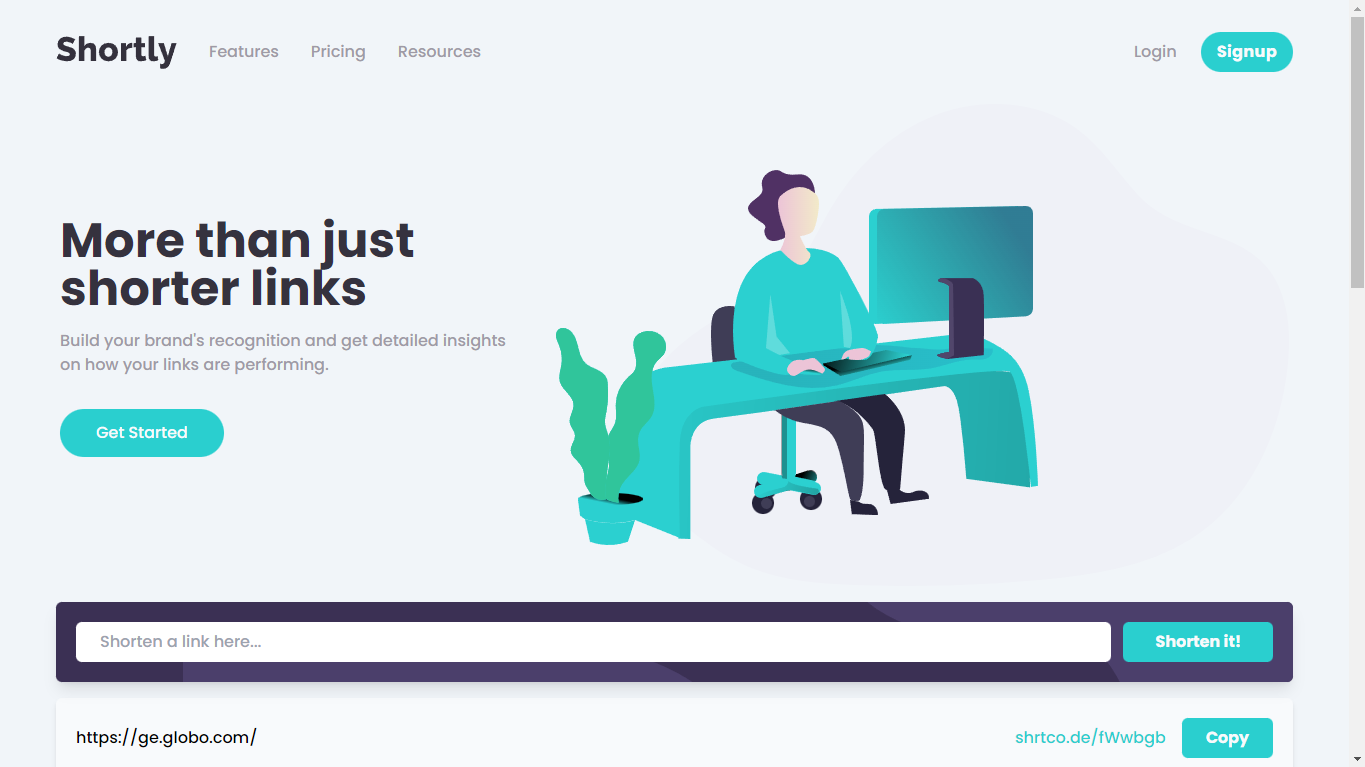 Shortly
Features
Pricing
Resources
Login
Signup
More than just
shorter links
Build your brand's recognition and get detailed insights
on how your links are performing.
Get Started
Shorten a link here...
Shorten it!
https://ge.globo.com/
shrtco.de/fWwbgb
Copy